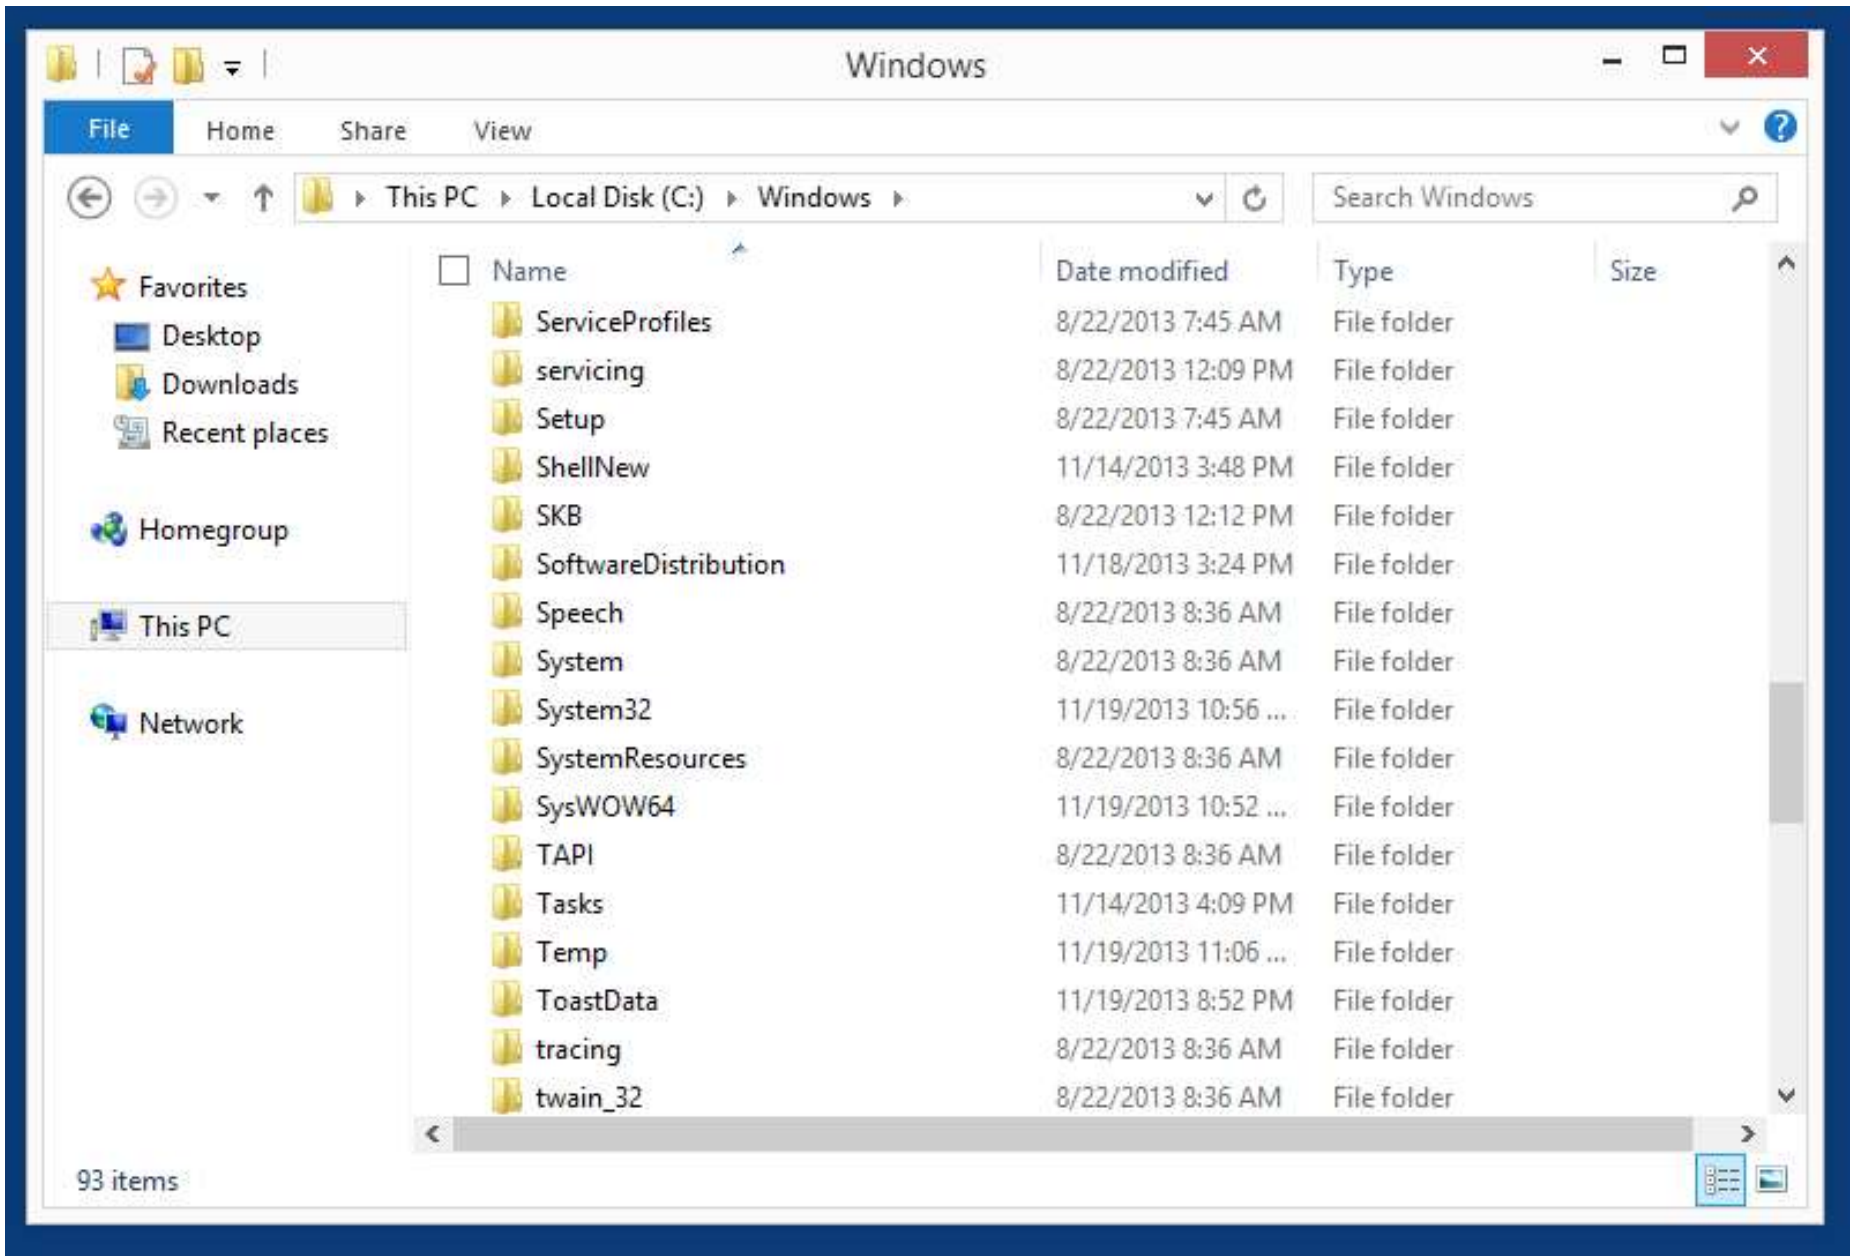 Windows
File Home Share View
This PC Local Disk (C:) Windows Search Windows
Favorites
Desktop
Downloads
Recent places
Homegroup
This PC
Network
Name Date modified Type Size
ServiceProfiles 8/22/2013 7:45 AM File folder
servicing 8/22/2013 12:09 PM File folder
Setup 8/22/2013 7:45 AM File folder
ShellNew 11/14/2013 3:48 PM File folder
SKB 8/22/2013 12:12 PM File folder
SoftwareDistribution 11/18/2013 3:24 PM File folder
Speech 8/22/2013 8:36 AM File folder
System 8/22/2013 8:36 AM File folder
System32 11/19/2013 10:56 ... File folder
SystemResources 8/22/2013 8:36 AM File folder
SysWOW64 11/19/2013 10:52 ... File folder
TAPI 8/22/2013 8:36 AM File folder
Tasks 11/14/2013 4:09 PM File folder
Temp 11/19/2013 11:06 ... File folder
ToastData 11/19/2013 8:52 PM File folder
tracing 8/22/2013 8:36 AM File folder
twain_32 8/22/2013 8:36 AM File folder
93 items